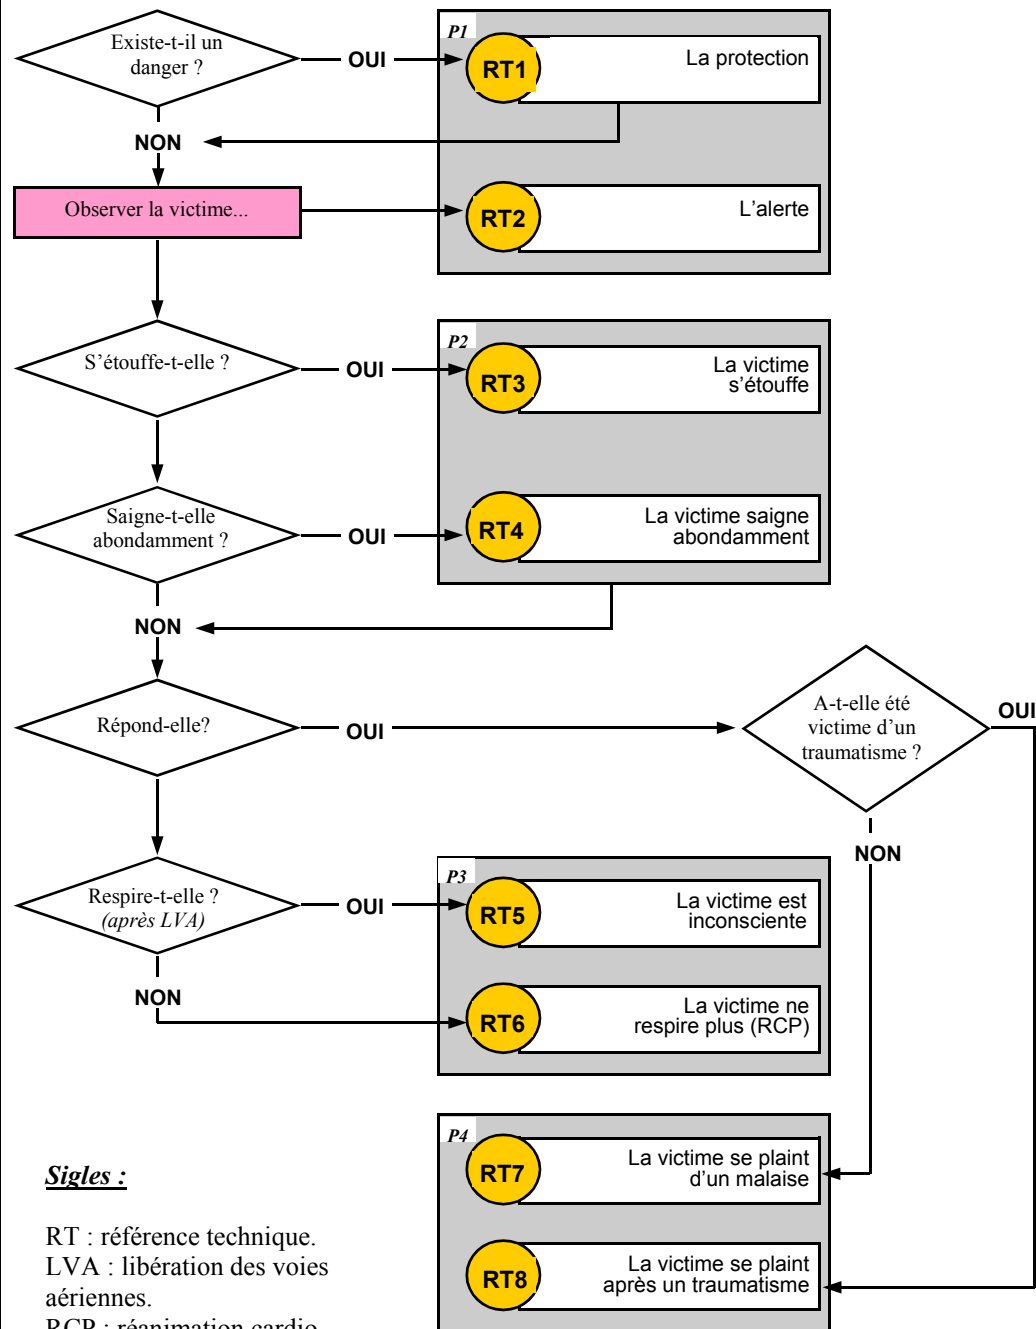 Existe-t-il un
danger ?
OUI
P1
RT1
La protection
NON
Observer la victime...
RT2
L'alerte
S'étouffe-t-elle ?
OUI
P2
RT3
La victime
s'étouffe
Saigne-t-elle
abondamment ?
OUI
RT4
La victime saigne
abondamment
NON
Répond-elle?
OUI
A-t-elle été
victime d'un
traumatisme ?
OUI
NON
Respire-t-elle ?
(après LVA)
OUI
P3
RT5
La victime est
inconsciente
NON
RT6
La victime ne
respire plus (RCP)
P4
RT7
La victime se plaint
d'un malaise
RT8
La victime se plaint
après un traumatisme
Sigles :
RT : référence technique.
LVA : libération des voies
aériennes.
RCP : réanimation cardio